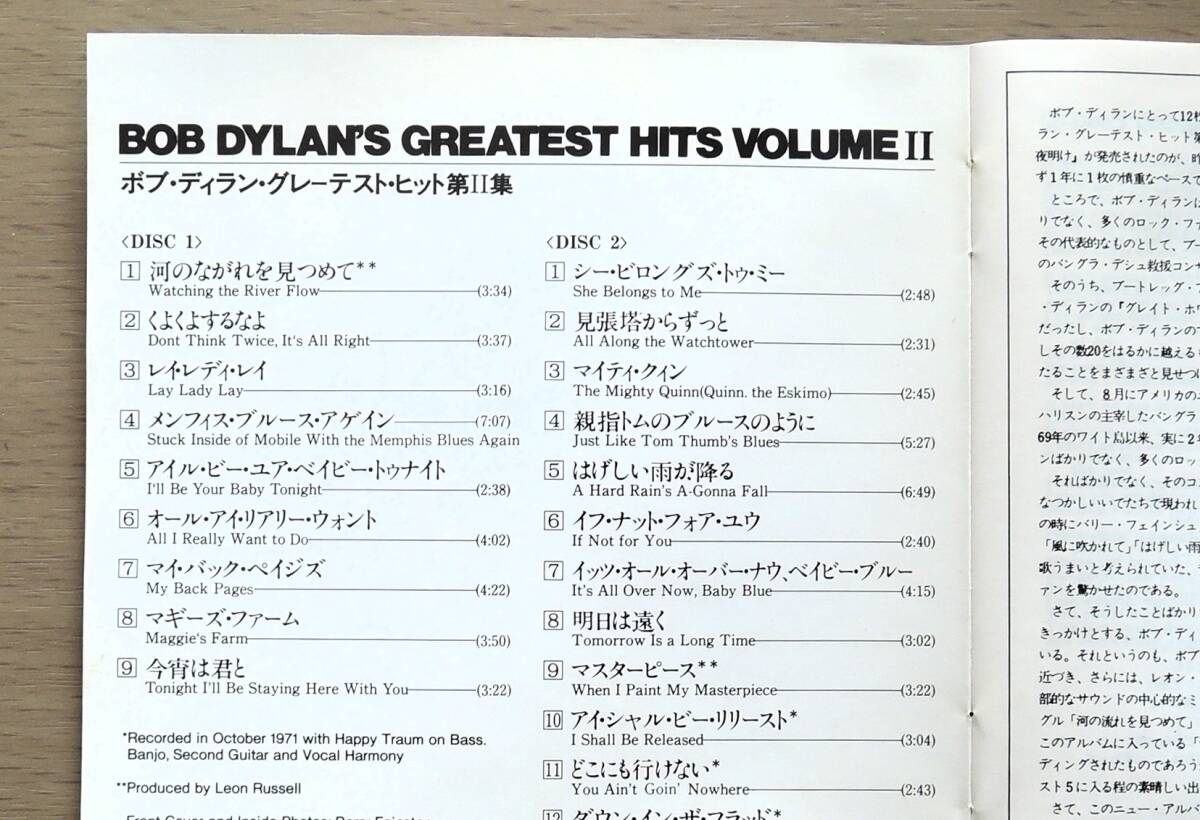 BOB DYLAN'S GREATEST HITS VOLUME II
ボブ・ディラン・グレーテスト・ヒット第II集
〈DISC 1〉
1 河のながれを見つめて**
Watching the River Flow (3:34)
2 くよくよするなよ
Dont Think Twice, It's All Right (3:37)
3 レイ・レディ・レイ
Lay Lady Lay (3:16)
4 メンフィス・ブルース・アゲイン (7:07)
Stuck Inside of Mobile With the Memphis Blues Again
5 アイル・ビー・ユア・ベイビー・トゥナイト
I'll Be Your Baby Tonight (2:38)
6 オール・アイ・リアリー・ウォント
All I Really Want to Do (4:02)
7 マイ・バック・ペイジズ
My Back Pages (4:22)
8 マギーズ・ファーム
Maggie's Farm (3:50)
9 今宵は君と
Tonight I'll Be Staying Here With You (3:22)
*Recorded in October 1971 with Happy Traum on Bass.
Banjo, Second Guitar and Vocal Harmony
**Produced by Leon Russell
〈DISC 2〉
1 シー・ビロングズ・トゥ・ミー
She Belongs to Me (2:48)
2 見張塔からずっと
All Along the Watchtower (2:31)
3 マイティ・クィン
The Mighty Quinn(Quinn. the Eskimo) (2:45)
4 親指トムのブルースのように
Just Like Tom Thumb's Blues (5:27)
5 はげしい雨が降る
A Hard Rain's A-Gonna Fall (6:49)
6 イフ・ナット・フォア・ユウ
If Not for You (2:40)
7 イッツ・オール・オーバー・ナウ、ベイビー・ブルー
It's All Over Now, Baby Blue (4:15)
8 明日は遠く
Tomorrow Is a Long Time (3:02)
9 マスターピース**
When I Paint My Masterpiece (3:22)
10 アイ・シャル・ビー・リリースト*
I Shall Be Released (3:04)
11 どこにも行けない*
You Ain't Goin' Nowhere (2:43)
12 ダウン・イン・ザ・フラッド*
ボブ・ディランにとって12枚
ラン・グレーテスト・ヒット第
夜明け』が発売されたのが、昨
ず1年に1枚の慎重なペースで
ところで、ボブ・ディランは
りでなく、多くのロック・ファ
その代表的なものとして、ブー
のバングラ・デシュ救援コンサ
そのうち、ブートレッグ・ブ
・ディランの『グレイト・ホワ
だったし、ボブ・ディランのブ
しその数20をはるかに越える
たることをまざまざと見せつけ
そして、8月にアメリカのニ
ハリスンの主宰したバングラ
69年のワイト島以来、実に2年
ンばかりでなく、多くのロッ
そればかりでなく、そのコン
なつかしいいでたちで現われ
の時にバリー・フェインシュ
「風に吹かれて」「はげしい雨
歌うまいと考えられていた、
ァンを驚かせたのである。
さて、そうしたことばかり
きっかけとする、ボブ・ディ
いる。それというのも、ボブ
近づき、さらには、レオン・
部的なサウンドの中心的なミ
グル「河の流れを見つめて」
このアルバムに入っている「
ディングされたものであろう
スト5に入る程の素晴しい出
さて、このニュー・アルバ